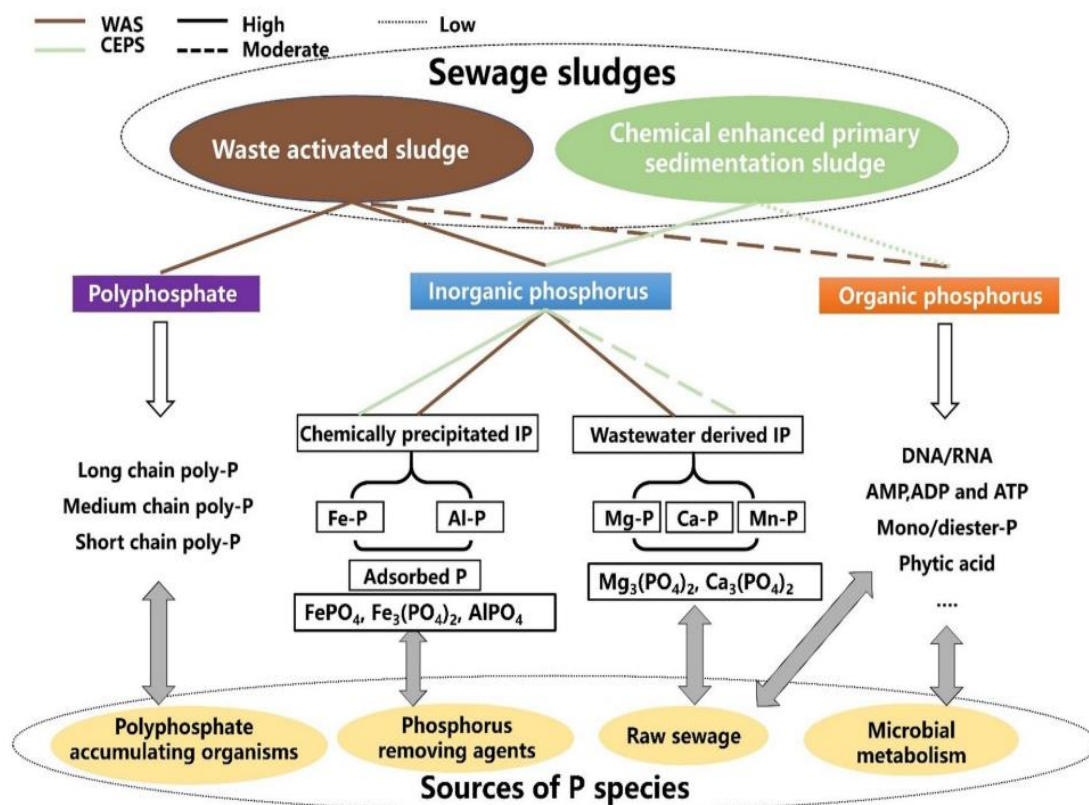 WAS
High
Low
CEPS
Moderate
Sewage sludges
Waste activated sludge
Chemical enhanced primary
sedimentation sludge
Polyphosphate
Inorganic phosphorus
Organic phosphorus
Chemically precipitated IP
Wastewater derived IP
Long chain poly-P
Medium chain poly-P
Short chain poly-P
Fe-P
Al-P
Mg-P
Ca-P
Mn-P
DNA/RNA
AMP,ADP and ATP
Mono/diester-P
Phytic acid
....
Adsorbed P
FePO₄, Fe₃(PO₄)₂, AlPO₄
Mg₃(PO₄)₂, Ca₃(PO₄)₂
Polyphosphate
accumulating organisms
Phosphorus
removing agents
Raw sewage
Microbial
metabolism
Sources of P species